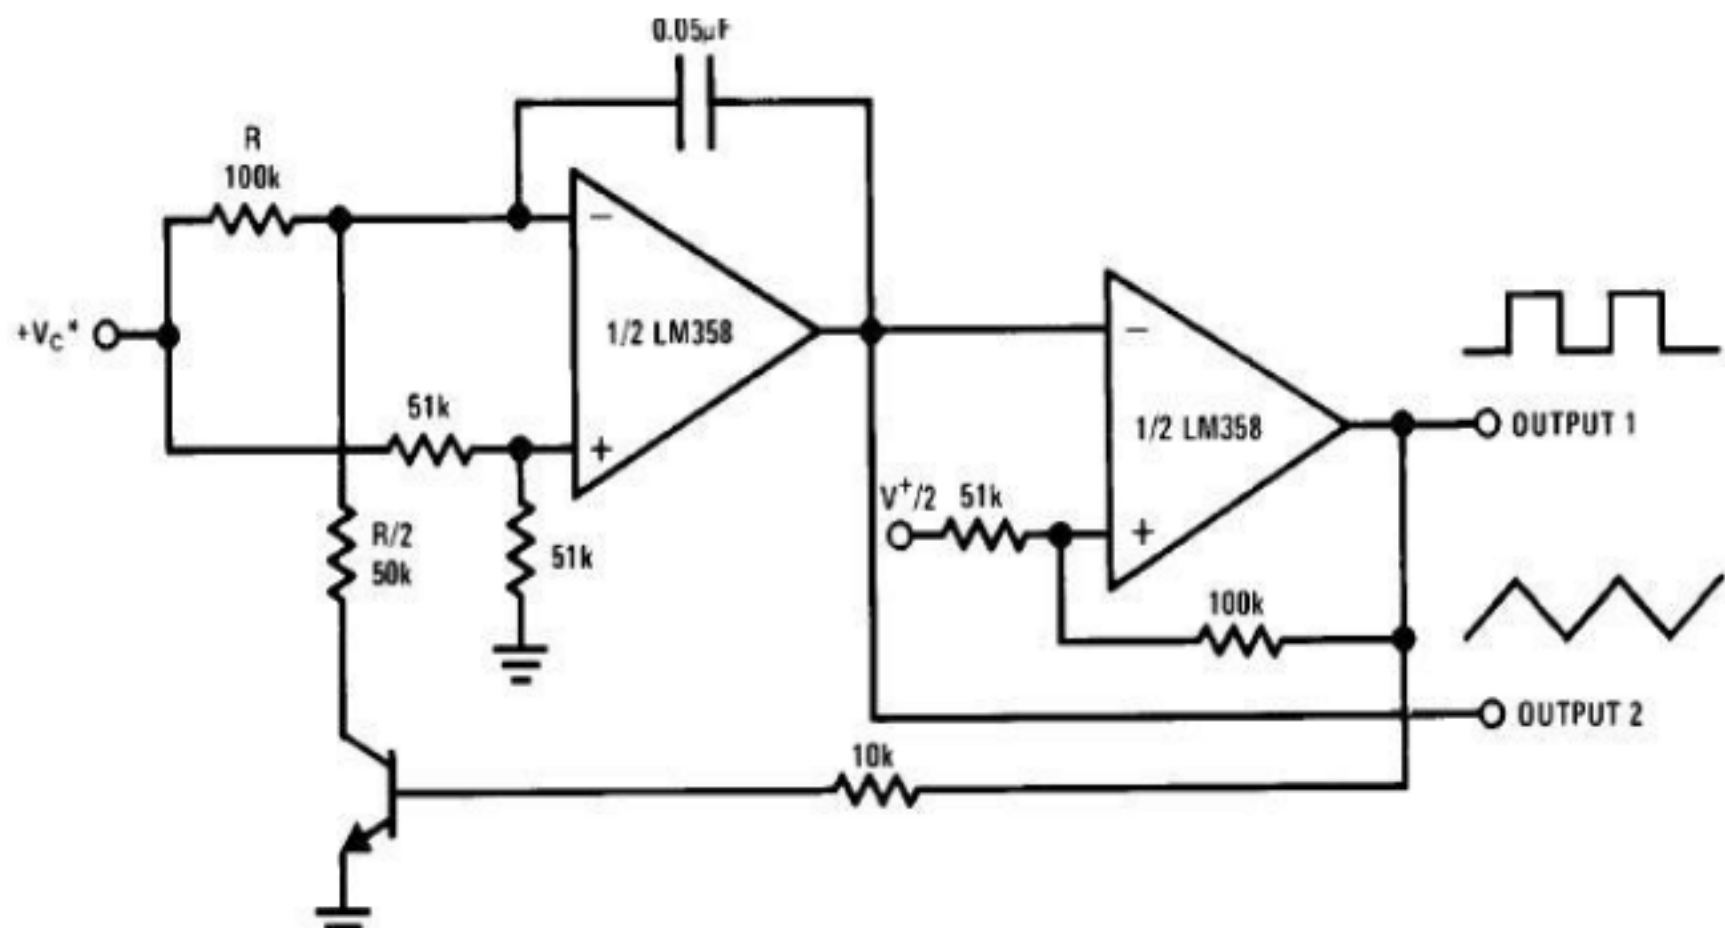 0.05µF
R
100k
+VC*
51k
51k
R/2
50k
-
+
1/2 LM358
-
+
1/2 LM358
V+/2 51k
100k
10k
OUTPUT 1
OUTPUT 2